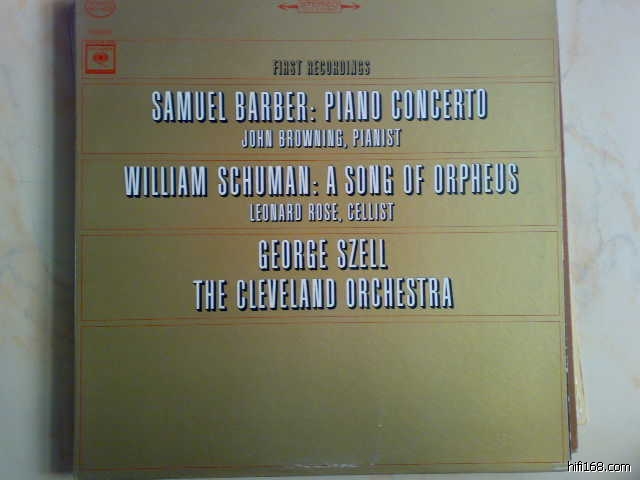 STEREO
FIRST RECORDINGS
SAMUEL BARBER: PIANO CONCERTO
JOHN BROWNING, PIANIST
WILLIAM SCHUMAN: A SONG OF ORPHEUS
LEONARD ROSE, CELLIST
GEORGE SZELL
THE CLEVELAND ORCHESTRA
hifi168.com